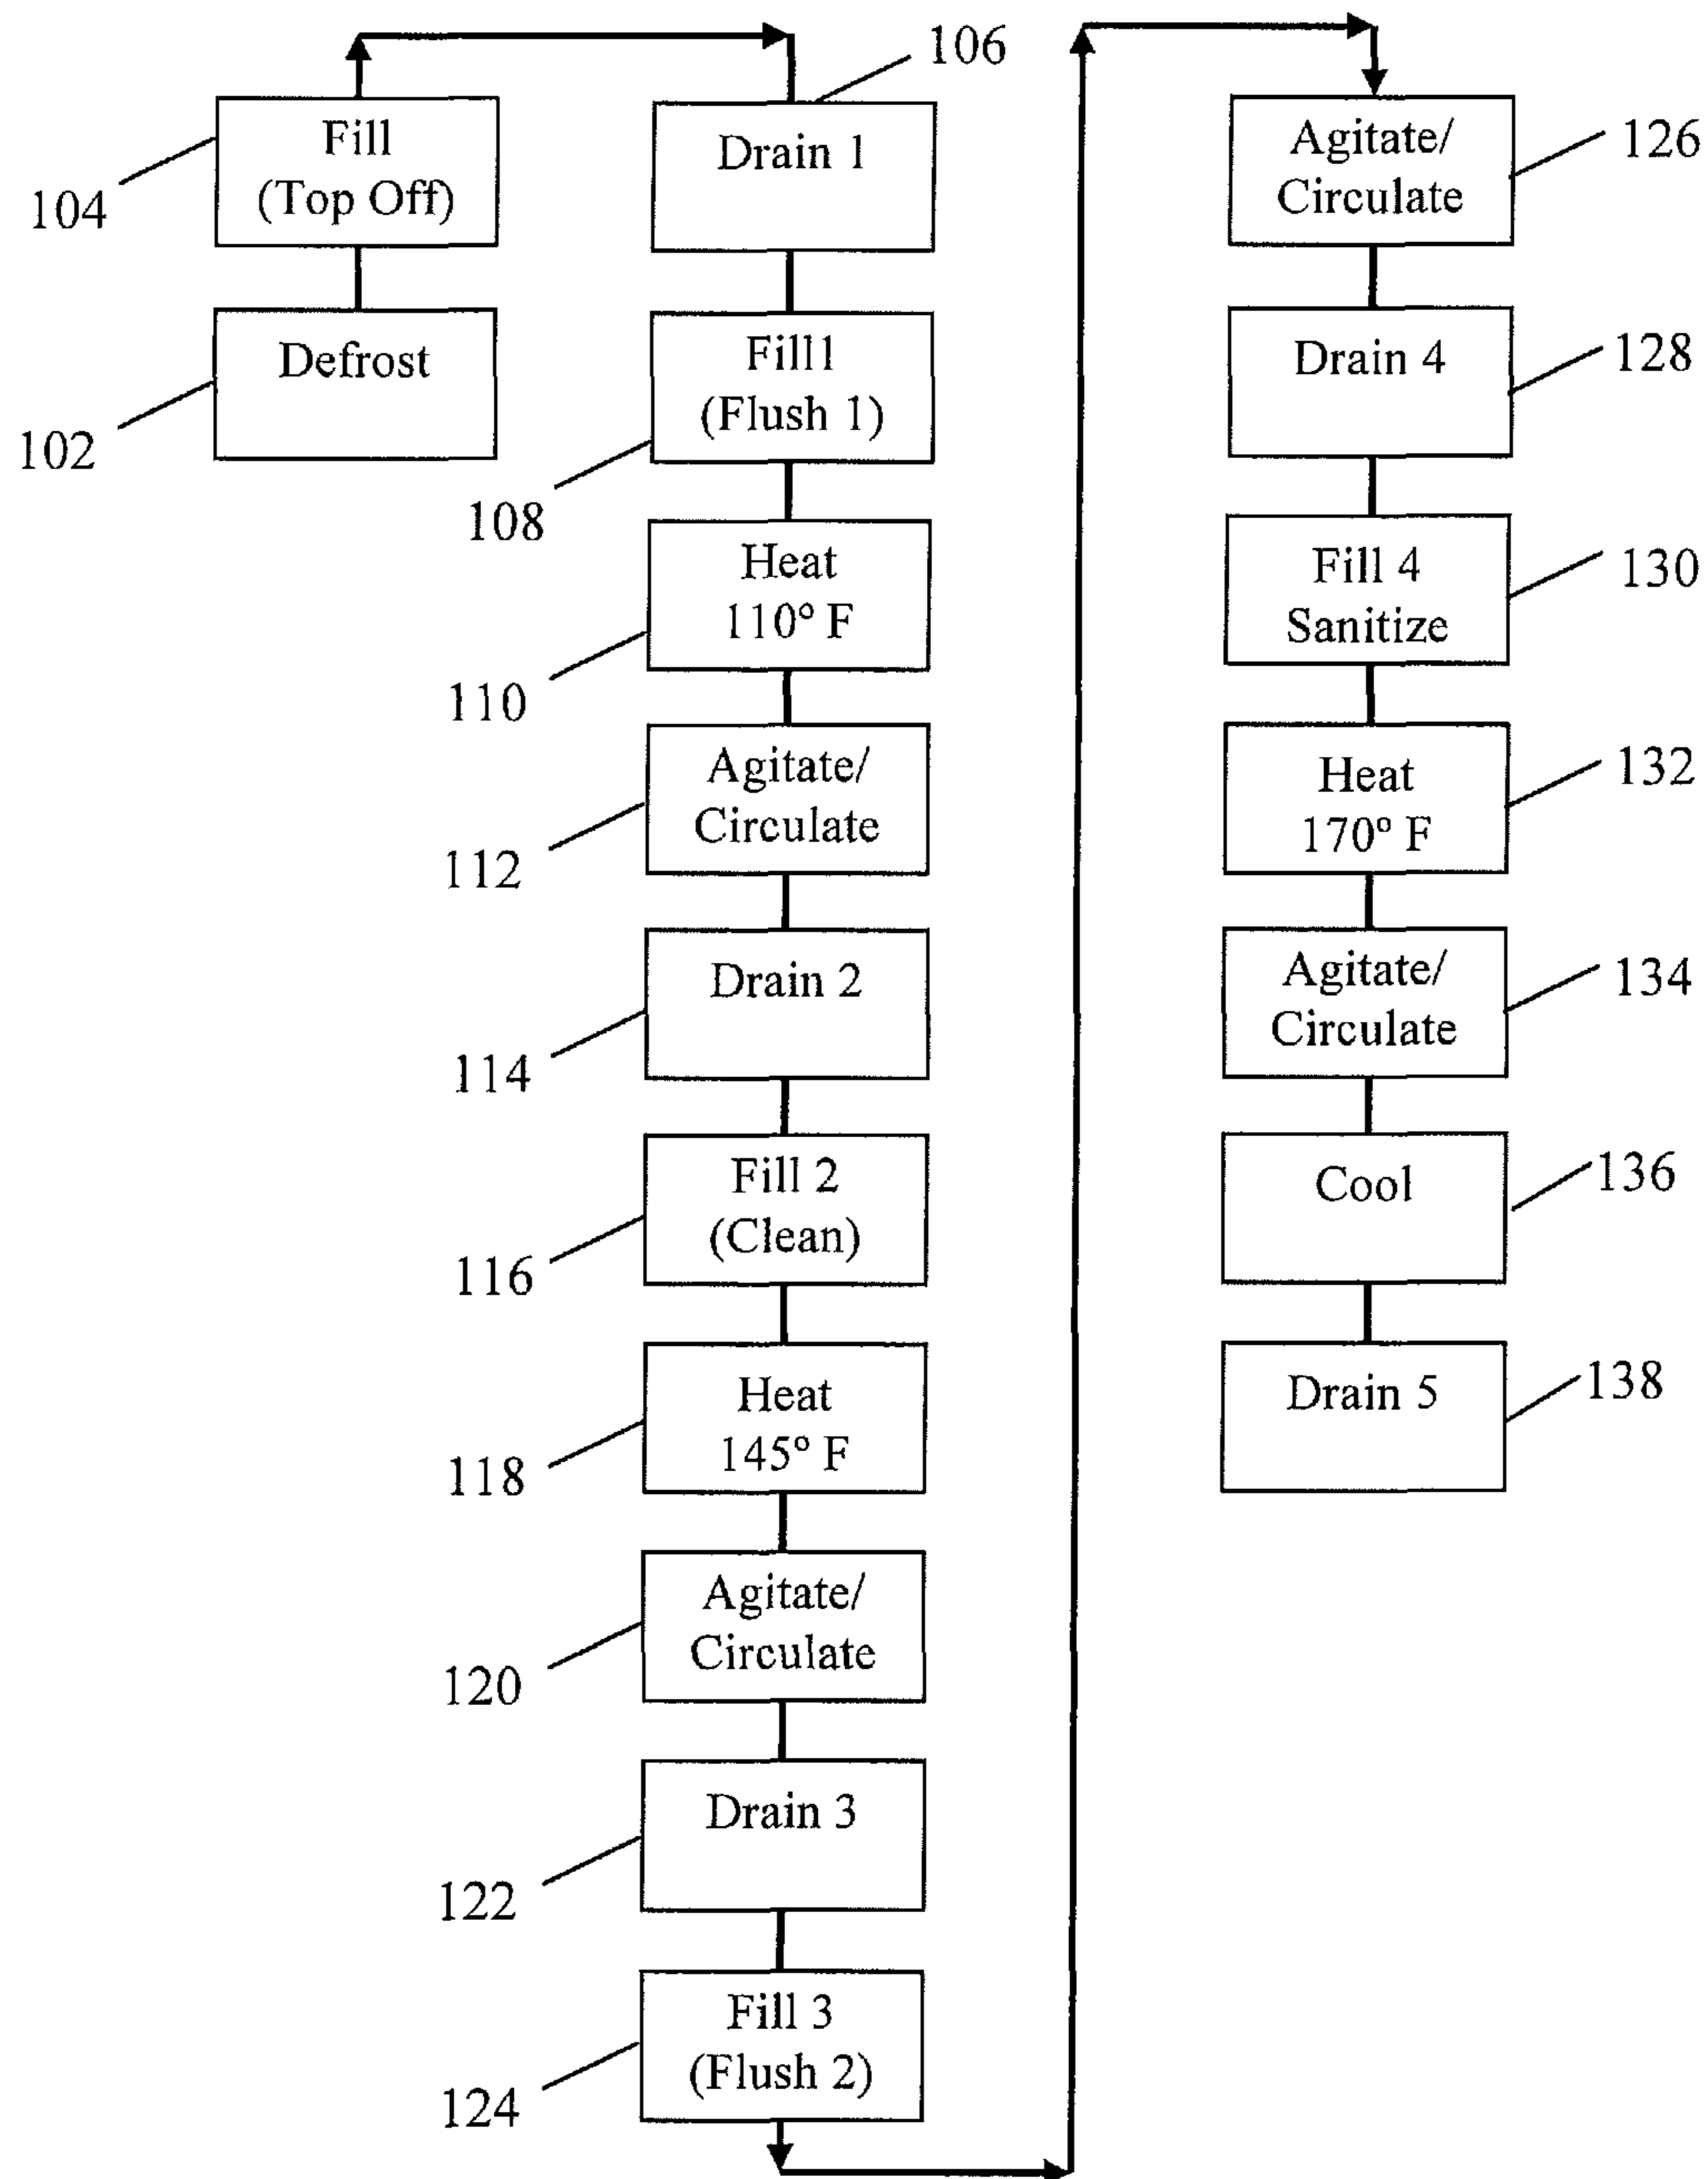 104
Fill
(Top Off)
102
Defrost
106
Drain 1
108
Fill1
(Flush 1)
110
Heat
110° F
112
Agitate/
Circulate
114
Drain 2
116
Fill 2
(Clean)
118
Heat
145° F
120
Agitate/
Circulate
122
Drain 3
124
Fill 3
(Flush 2)
Agitate/
Circulate
126
Drain 4
128
Fill 4
Sanitize
130
Heat
170° F
132
Agitate/
Circulate
134
Cool
136
Drain 5
138